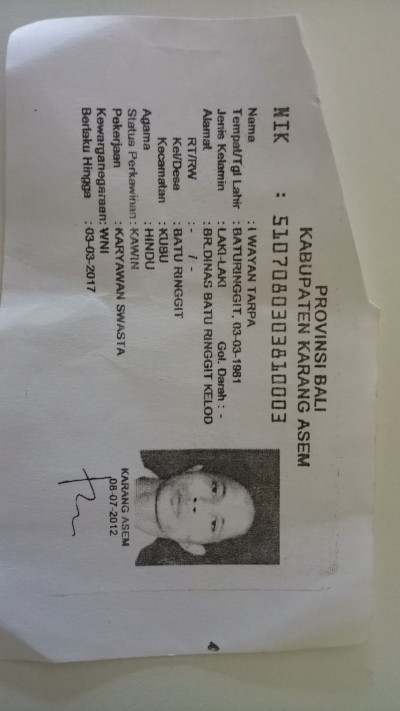 PROVINSI BALI
KABUPATEN KARANG ASEM
NIK : 5107080303810003
Nama : I WAYAN TARPA
Tempat/Tgl Lahir : BATURINGGIT, 03-03-1981
Jenis Kelamin : LAKI-LAKI Gol. Darah : -
Alamat : BR.DINAS BATU RINGGIT KELOD
RT/RW : - / -
Kel/Desa : BATU RINGGIT
Kecamatan : KUBU
Agama : HINDU
Status Perkawinan : KAWIN
Pekerjaan : KARYAWAN SWASTA
Kewarganegaraan: WNI
Berlaku Hingga : 03-03-2017
KARANG ASEM
08-07-2012